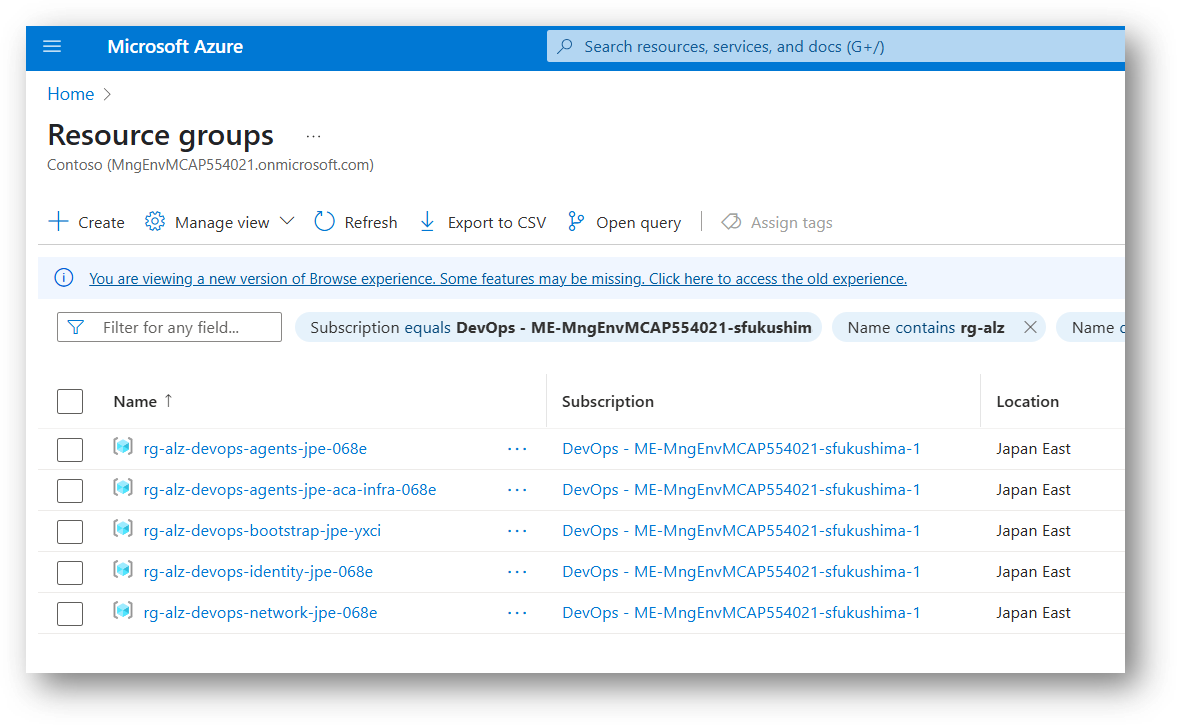 Microsoft Azure
Search resources, services, and docs (G+/)
Home >
Resource groups ...
Contoso (MngEnvMCAP554021.onmicrosoft.com)
Create Manage view Refresh Export to CSV Open query Assign tags
You are viewing a new version of Browse experience. Some features may be missing. Click here to access the old experience.
Filter for any field... Subscription equals DevOps - ME-MngEnvMCAP554021-sfukushim Name contains rg-alz Name
Name ↑ Subscription Location
rg-alz-devops-agents-jpe-068e ... DevOps - ME-MngEnvMCAP554021-sfukushima-1 Japan East
rg-alz-devops-agents-jpe-aca-infra-068e ... DevOps - ME-MngEnvMCAP554021-sfukushima-1 Japan East
rg-alz-devops-bootstrap-jpe-yxci ... DevOps - ME-MngEnvMCAP554021-sfukushima-1 Japan East
rg-alz-devops-identity-jpe-068e ... DevOps - ME-MngEnvMCAP554021-sfukushima-1 Japan East
rg-alz-devops-network-jpe-068e ... DevOps - ME-MngEnvMCAP554021-sfukushima-1 Japan East